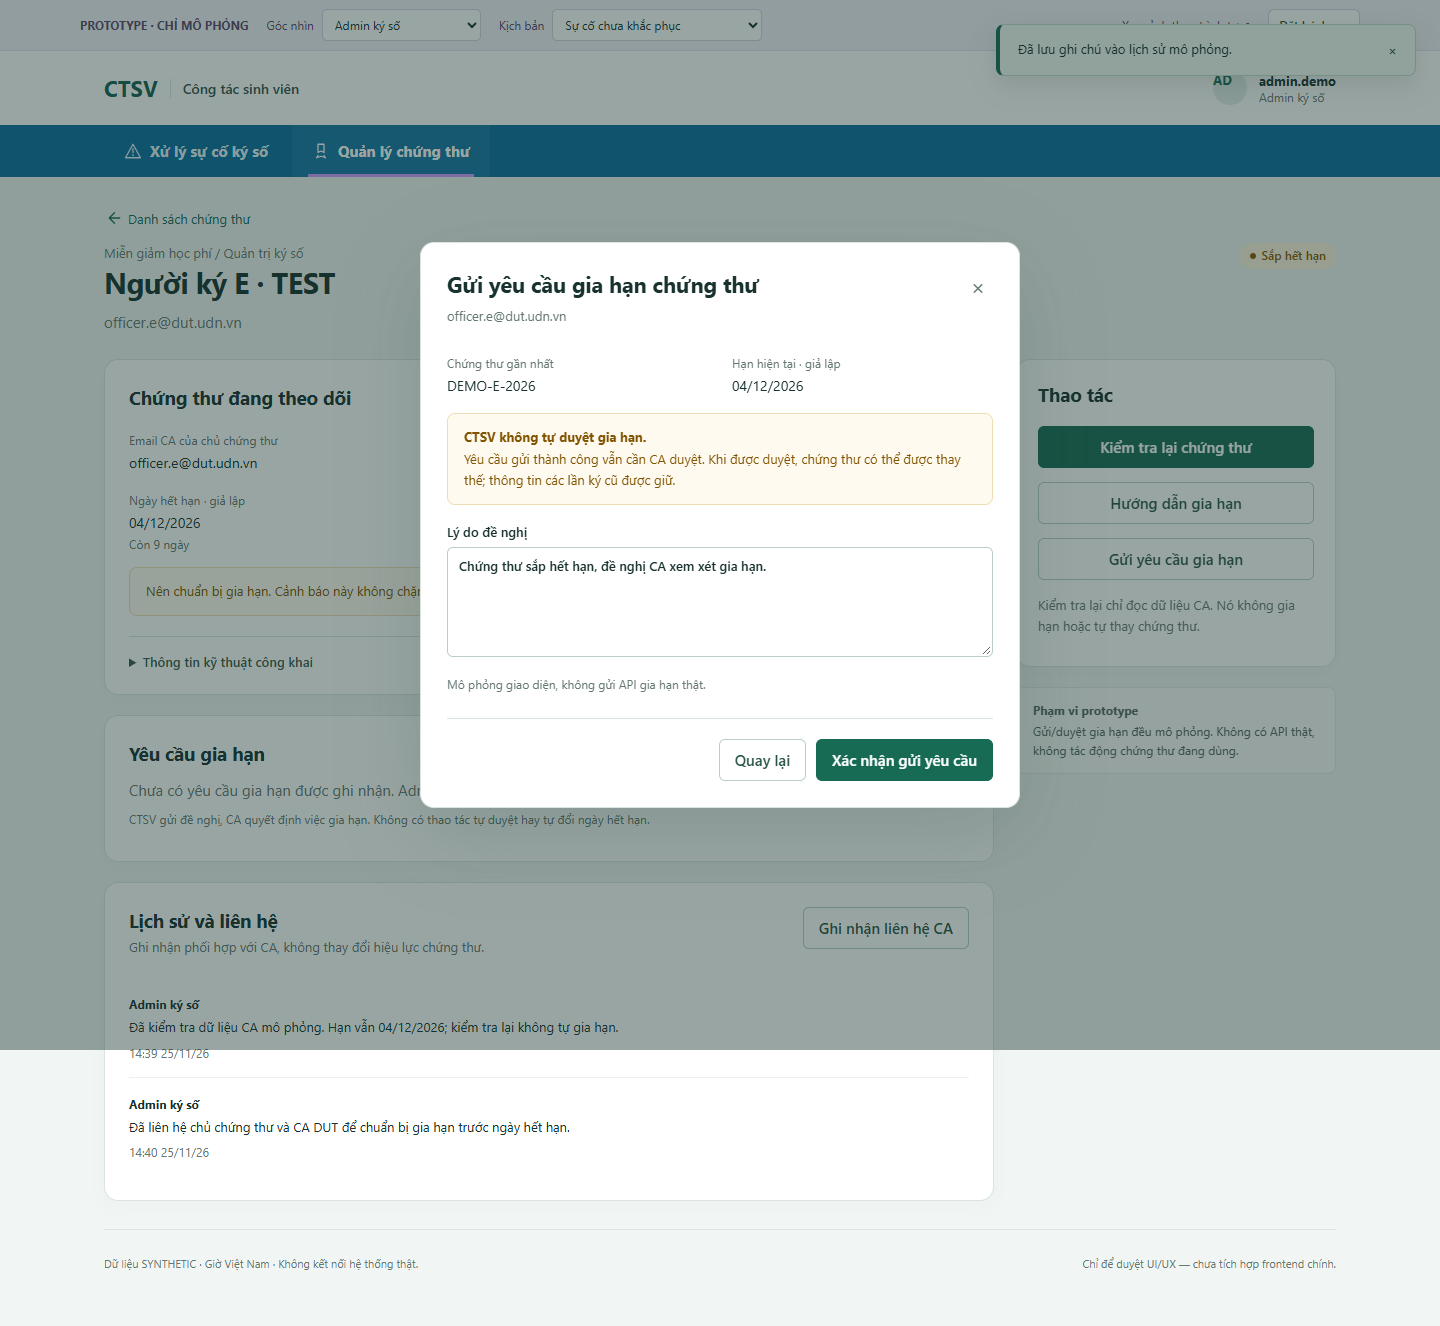 PROTOTYPE · CHỈ MÔ PHỎNG
Góc nhìn
Admin ký số
Kịch bản
Sự cố chưa khắc phục
Đã lưu ghi chú vào lịch sử mô phỏng.
×
CTSV
Công tác sinh viên
AD
admin.demo
Admin ký số
Xử lý sự cố ký số
Quản lý chứng thư
← Danh sách chứng thư
Miễn giảm học phí / Quản trị ký số
Người ký E · TEST
officer.e@dut.udn.vn
Sắp hết hạn
Chứng thư đang theo dõi
Email CA của chủ chứng thư
officer.e@dut.udn.vn
Ngày hết hạn · giả lập
04/12/2026
Còn 9 ngày
Nên chuẩn bị gia hạn. Cảnh báo này không chặn
Thông tin kỹ thuật công khai
Gửi yêu cầu gia hạn chứng thư
×
officer.e@dut.udn.vn
Chứng thư gần nhất
DEMO-E-2026
Hạn hiện tại · giả lập
04/12/2026
CTSV không tự duyệt gia hạn.
Yêu cầu gửi thành công vẫn cần CA duyệt. Khi được duyệt, chứng thư có thể được thay
thế; thông tin các lần ký cũ được giữ.
Lý do đề nghị
Chứng thư sắp hết hạn, đề nghị CA xem xét gia hạn.
Mô phỏng giao diện, không gửi API gia hạn thật.
Quay lại
Xác nhận gửi yêu cầu
Thao tác
Kiểm tra lại chứng thư
Hướng dẫn gia hạn
Gửi yêu cầu gia hạn
Kiểm tra lại chỉ đọc dữ liệu CA. Nó không gia
hạn hoặc tự thay chứng thư.
Phạm vi prototype
Gửi/duyệt gia hạn đều mô phỏng. Không có API thật,
không tác động chứng thư đang dùng.
Yêu cầu gia hạn
Chưa có yêu cầu gia hạn được ghi nhận.
CTSV gửi đề nghị, CA quyết định việc gia hạn. Không có thao tác tự duyệt hay tự đổi ngày hết hạn.
Lịch sử và liên hệ
Ghi nhận phối hợp với CA, không thay đổi hiệu lực chứng thư.
Ghi nhận liên hệ CA
Admin ký số
Đã kiểm tra dữ liệu CA mô phỏng. Hạn vẫn 04/12/2026; kiểm tra lại không tự gia hạn.
14:39 25/11/26
Admin ký số
Đã liên hệ chủ chứng thư và CA DUT để chuẩn bị gia hạn trước ngày hết hạn.
14:40 25/11/26
Dữ liệu SYNTHETIC · Giờ Việt Nam · Không kết nối hệ thống thật.
Chỉ để duyệt UI/UX — chưa tích hợp frontend chính.